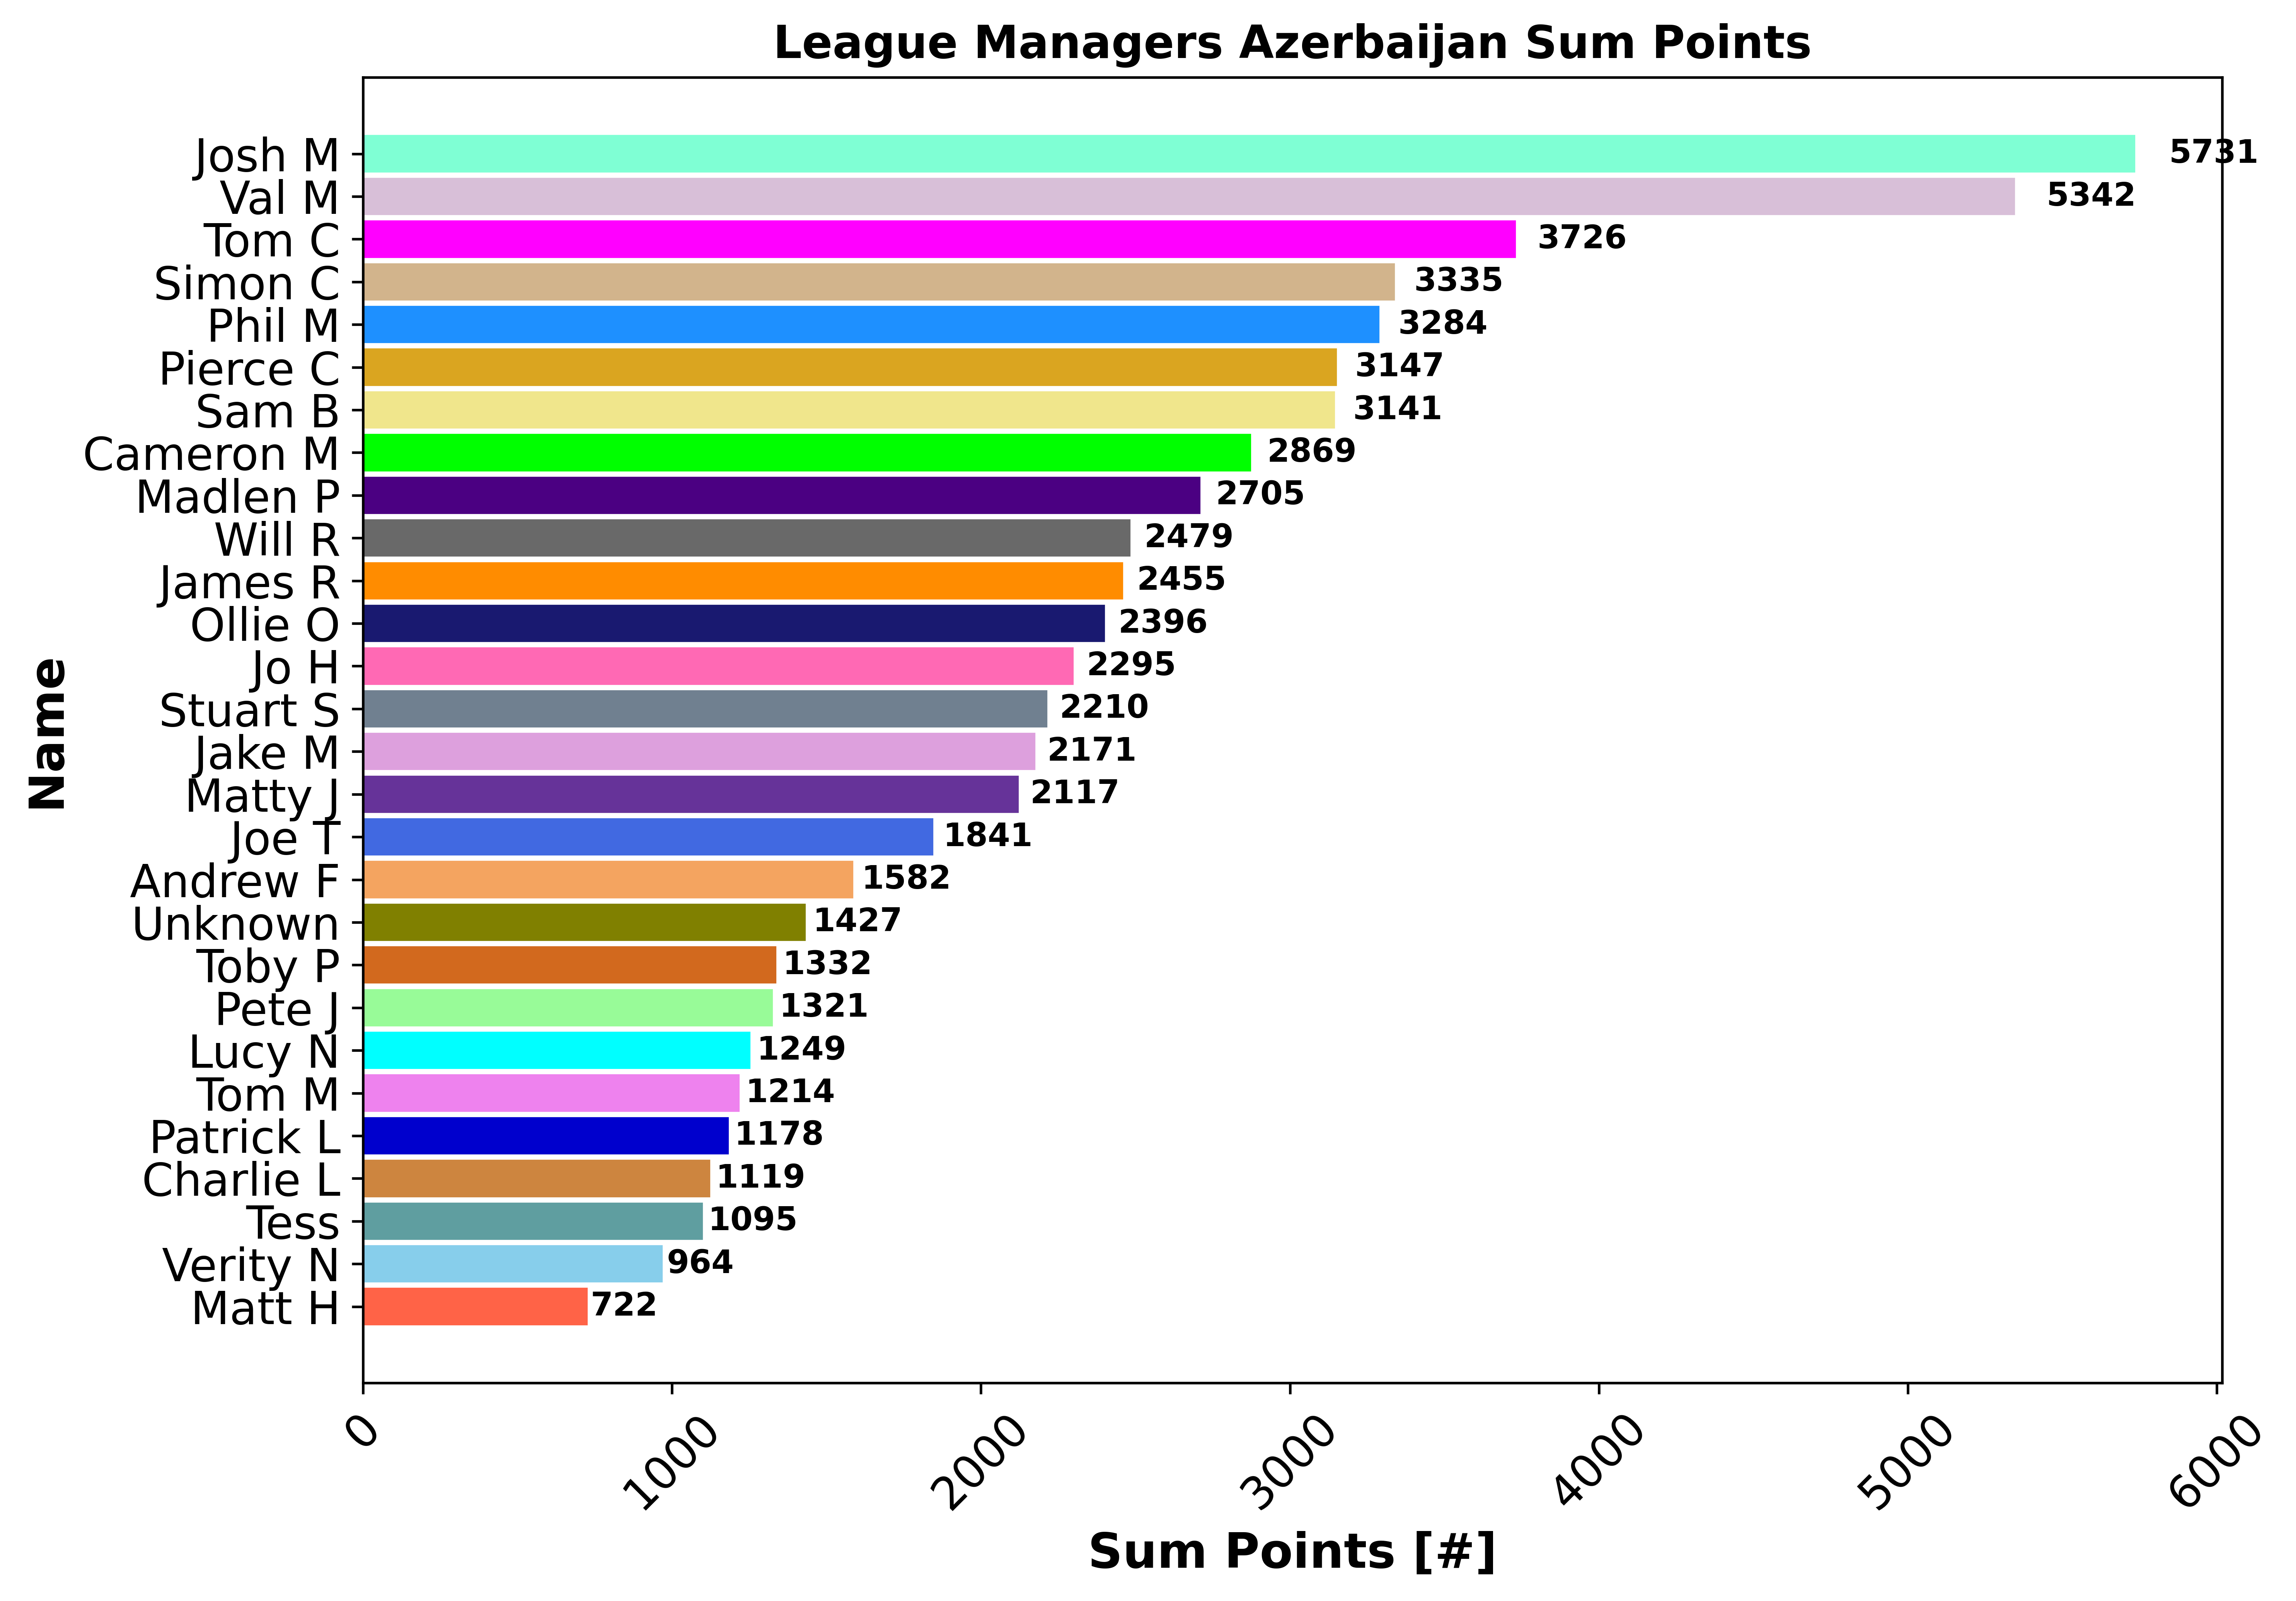 League Managers Azerbaijan Sum Points
Name
Josh M 5731
Val M 5342
Tom C 3726
Simon C 3335
Phil M 3284
Pierce C 3147
Sam B 3141
Cameron M 2869
Madlen P 2705
Will R 2479
James R 2455
Ollie O 2396
Jo H 2295
Stuart S 2210
Jake M 2171
Matty J 2117
Joe T 1841
Andrew F 1582
Unknown 1427
Toby P 1332
Pete J 1321
Lucy N 1249
Tom M 1214
Patrick L 1178
Charlie L 1119
Tess 1095
Verity N 964
Matt H 722
0 1000 2000 3000 4000 5000 6000
Sum Points [#]